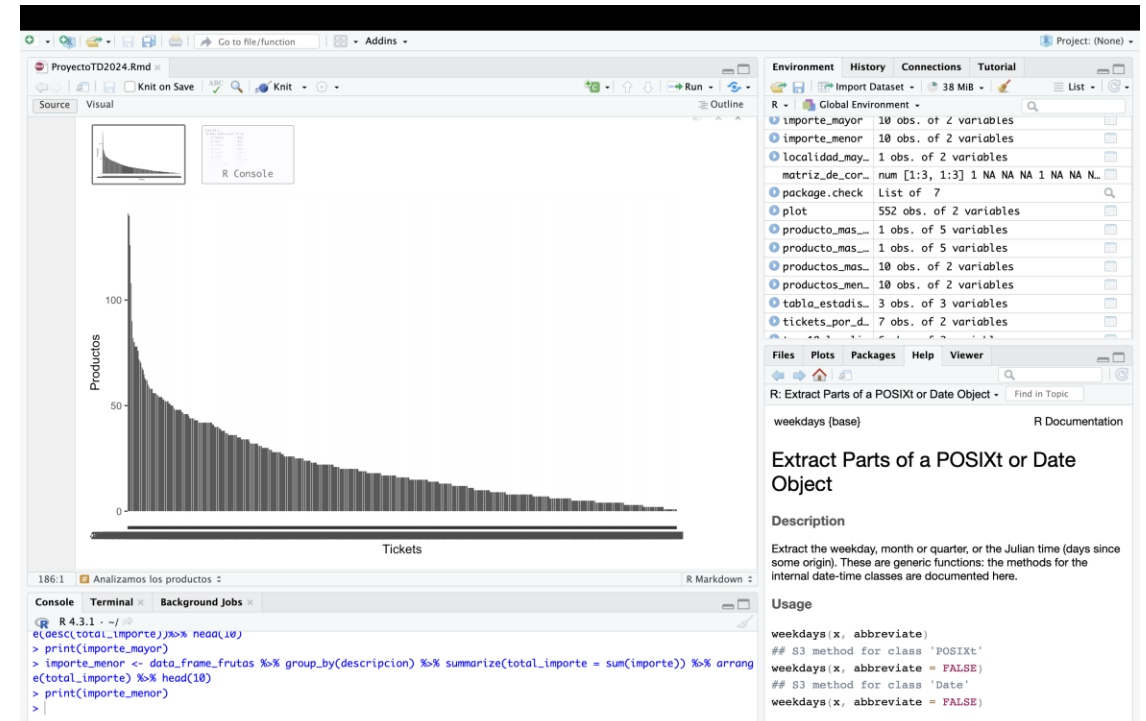 Go to file/function
Addins
Project: (None)
ProyectoTD2024.Rmd
Knit on Save
ABC
Knit
Run
Source Visual
Outline
R Console
100
50
0
Productos
Tickets
186:1 # Analizamos los productos
R Markdown
Console Terminal Background Jobs
R 4.3.1 · ~/
e(desc(total_importe))%>% head(10)
> print(importe_mayor)
> importe_menor <- data_frame_frutas %>% group_by(descripcion) %>% summarize(total_importe = sum(importe)) %>% arrang
e(total_importe) %>% head(10)
> print(importe_menor)
>
Environment History Connections Tutorial
Import Dataset 38 MiB List
R Global Environment
importe_mayor 10 obs. of 2 variables
importe_menor 10 obs. of 2 variables
localidad_may… 1 obs. of 2 variables
matriz_de_cor… num [1:3, 1:3] 1 NA NA NA 1 NA NA N…
package.check List of 7
plot 552 obs. of 2 variables
producto_mas_… 1 obs. of 5 variables
producto_mas_… 1 obs. of 5 variables
productos_mas… 10 obs. of 2 variables
productos_men… 10 obs. of 2 variables
tabla_estadis… 3 obs. of 3 variables
tickets_por_d… 7 obs. of 2 variables
Files Plots Packages Help Viewer
R: Extract Parts of a POSIXt or Date Object Find in Topic
weekdays {base} R Documentation
Extract Parts of a POSIXt or Date
Object
Description
Extract the weekday, month or quarter, or the Julian time (days since
some origin). These are generic functions: the methods for the
internal date-time classes are documented here.
Usage
weekdays(x, abbreviate)
## S3 method for class 'POSIXt'
weekdays(x, abbreviate = FALSE)
## S3 method for class 'Date'
weekdays(x, abbreviate = FALSE)